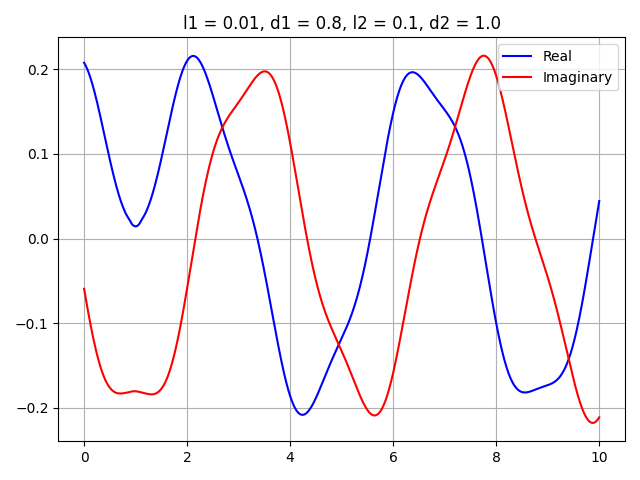 l1 = 0.01, d1 = 0.8, l2 = 0.1, d2 = 1.0
Real
Imaginary
0.2
0.1
0.0
−0.1
−0.2
0 2 4 6 8 10